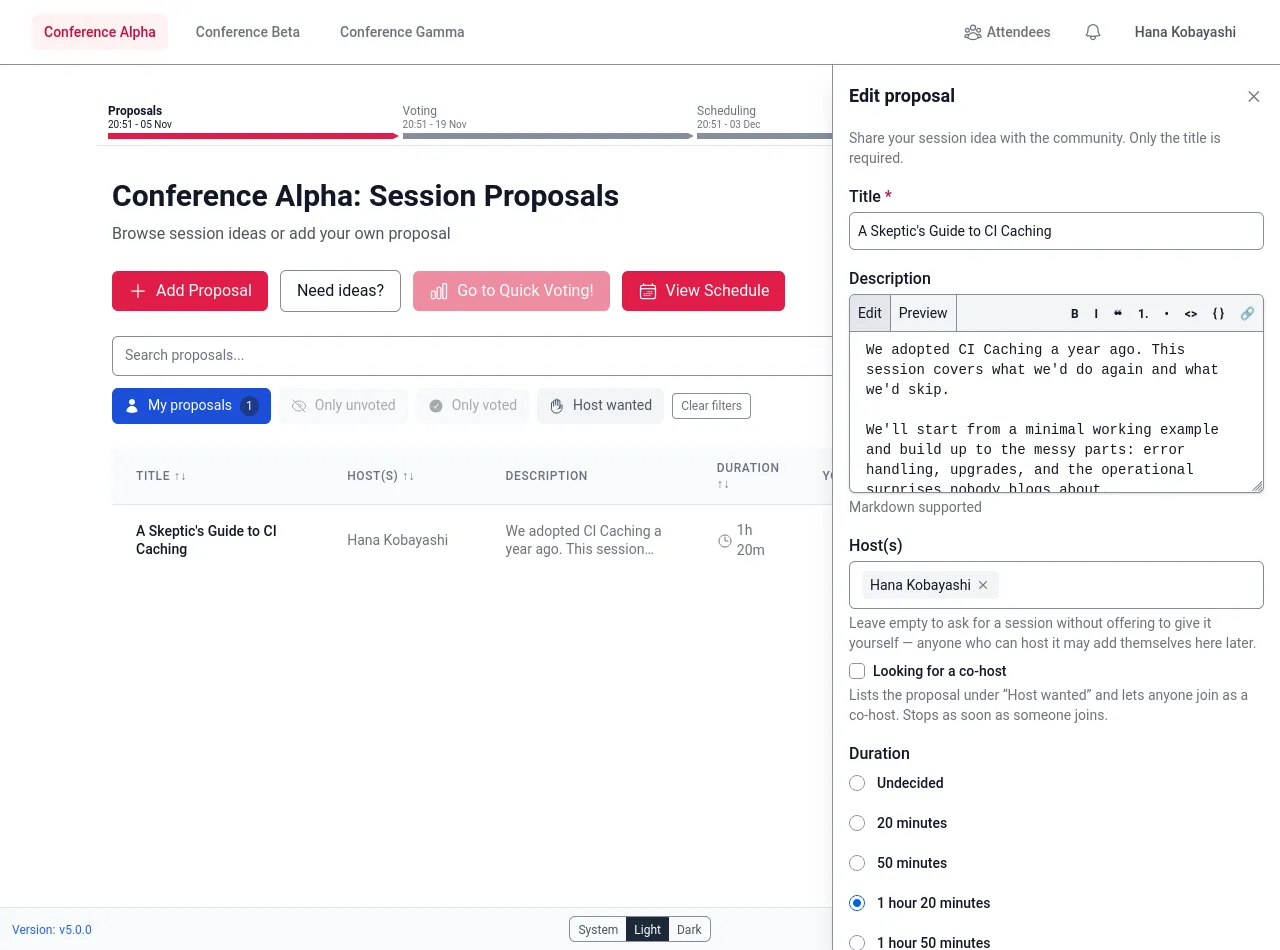 Conference Alpha
Conference Beta
Conference Gamma
Attendees
Hana Kobayashi
Proposals
20:51 - 05 Nov
Voting
20:51 - 19 Nov
Scheduling
20:51 - 03 Dec
Conference Alpha: Session Proposals
Browse session ideas or add your own proposal
Add Proposal
Need ideas?
Go to Quick Voting!
View Schedule
Search proposals...
My proposals 1
Only unvoted
Only voted
Host wanted
Clear filters
TITLE ↑↓
HOST(S) ↑↓
DESCRIPTION
DURATION
↑↓
A Skeptic's Guide to CI
Caching
Hana Kobayashi
We adopted CI Caching a
year ago. This session…
1h
20m
Version: v5.0.0
System
Light
Dark
Edit proposal
Share your session idea with the community. Only the title is
required.
Title *
A Skeptic's Guide to CI Caching
Description
Edit
Preview
B
I
❝
1.
·
<>
{}
We adopted CI Caching a year ago. This
session covers what we'd do again and what
we'd skip.
We'll start from a minimal working example
and build up to the messy parts: error
handling, upgrades, and the operational
surprises nobody blogs about.
Markdown supported
Host(s)
Hana Kobayashi
Leave empty to ask for a session without offering to give it
yourself — anyone who can host it may add themselves here later.
Looking for a co-host
Lists the proposal under “Host wanted” and lets anyone join as a
co-host. Stops as soon as someone joins.
Duration
Undecided
20 minutes
50 minutes
1 hour 20 minutes
1 hour 50 minutes